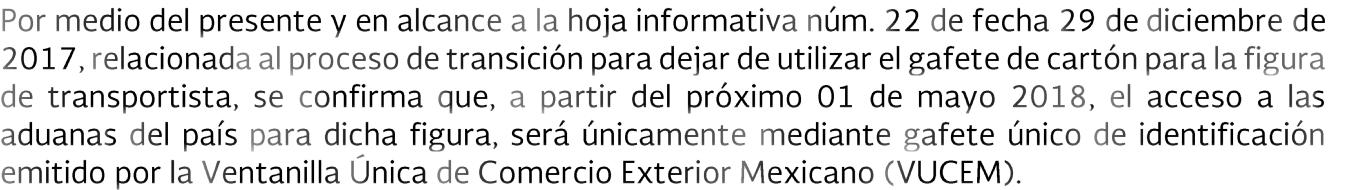 Por medio del presente y en alcance a la hoja informativa núm. 22 de fecha 29 de diciembre de
2017, relacionada al proceso de transición para dejar de utilizar el gafete de cartón para la figura
de transportista, se confirma que, a partir del próximo 01 de mayo 2018, el acceso a las
aduanas del país para dicha figura, será únicamente mediante gafete único de identificación
emitido por la Ventanilla Única de Comercio Exterior Mexicano (VUCEM).